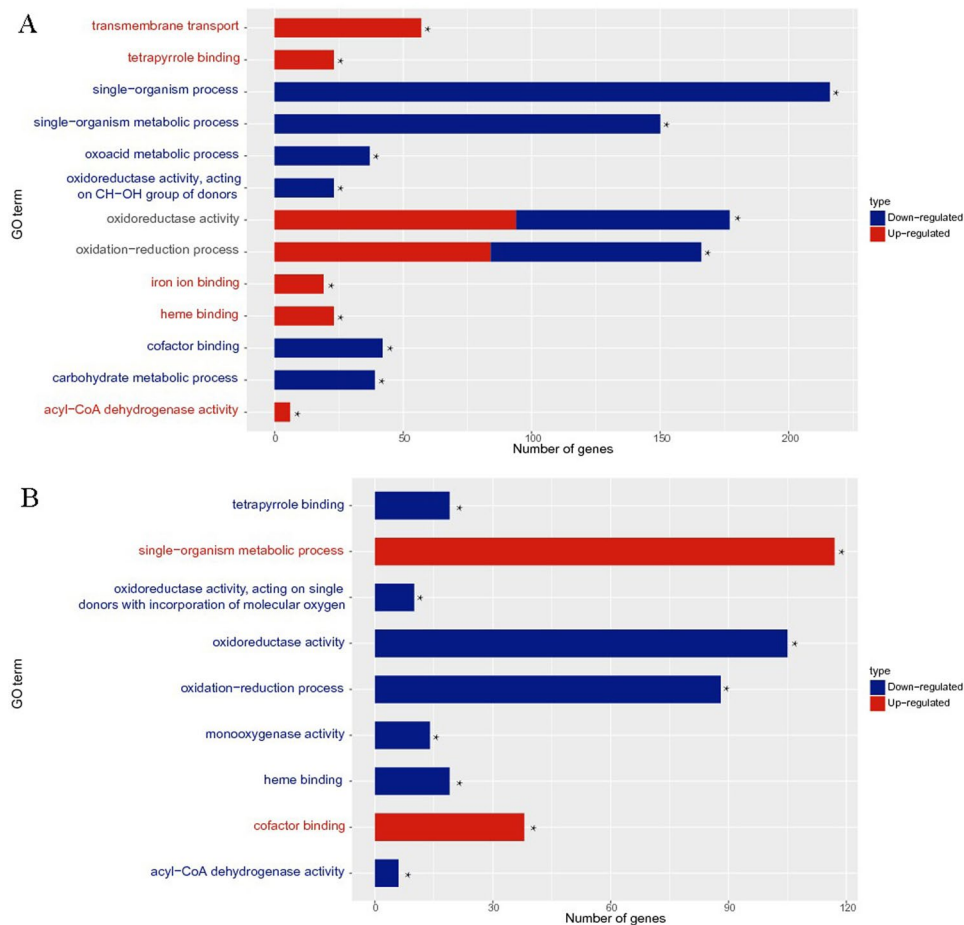 A
transmembrane transport
*
tetrapyrrole binding
*
single−organism process
*
single−organism metabolic process
*
oxoacid metabolic process
*
oxidoreductase activity, acting
on CH−OH group of donors
*
oxidoreductase activity
*
oxidation−reduction process
*
iron ion binding
*
heme binding
*
cofactor binding
*
carbohydrate metabolic process
*
acyl−CoA dehydrogenase activity
*
GO term
0 50 100 150 200
Number of genes
type
Down−regulated
Up−regulated
B
tetrapyrrole binding
*
single−organism metabolic process
*
oxidoreductase activity, acting on single
donors with incorporation of molecular oxygen
*
oxidoreductase activity
*
oxidation−reduction process
*
monooxygenase activity
*
heme binding
*
cofactor binding
*
acyl−CoA dehydrogenase activity
*
GO term
0 30 60 90 120
Number of genes
type
Down−regulated
Up−regulated